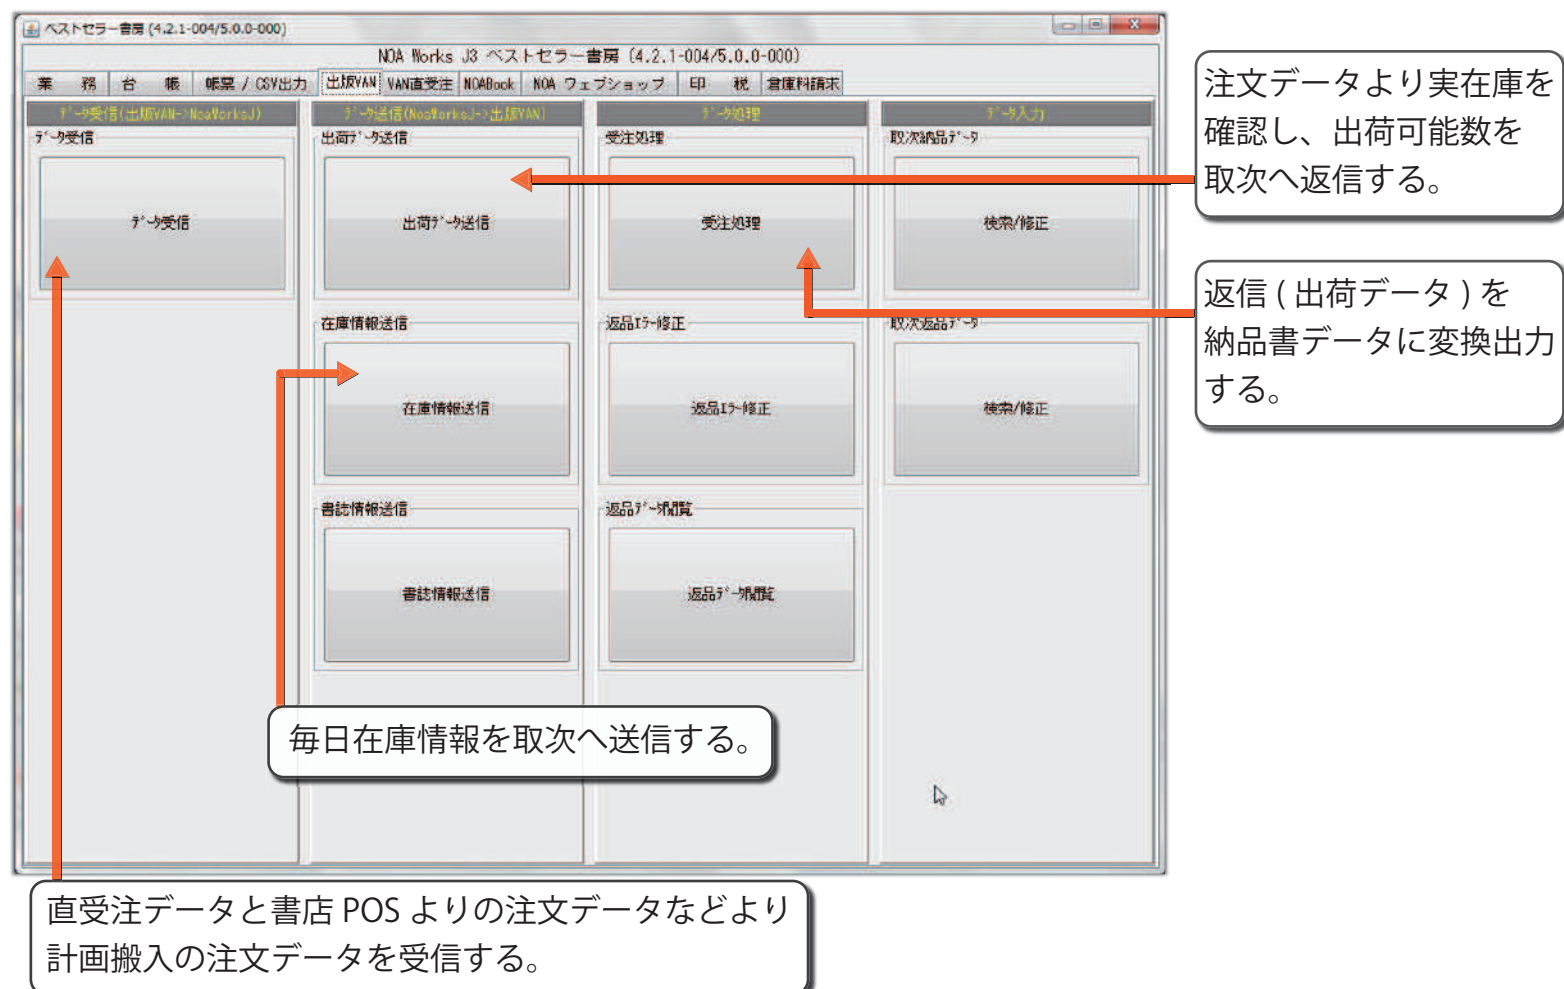 ベストセラー書房 (4.2.1-004/5.0.0-000)
NOA Works J3 ベストセラー書房 (4.2.1-004/5.0.0-000)
業 務 台 帳 帳票 / CSV出力 出版VAN VAN直受注 NOABook NOA ウェブショップ 印 税 倉庫料請求
データ受信(出版VAN->NoaWorksJ) データ送信(NoaWorksJ->出版VAN) データ処理 データ入力
データ受信 出荷データ送信 受注処理 取次納品データ
データ受信 出荷データ送信 受注処理 検索/修正
在庫情報送信 返品エラー修正 取次返品データ
在庫情報送信 返品エラー修正 検索/修正
書誌情報送信 返品データ閲覧
書誌情報送信 返品データ閲覧
注文データより実在庫を
確認し、出荷可能数を
取次へ返信する。
返信 ( 出荷データ ) を
納品書データに変換出力
する。
毎日在庫情報を取次へ送信する。
直受注データと書店 POS よりの注文データなどより
計画搬入の注文データを受信する。